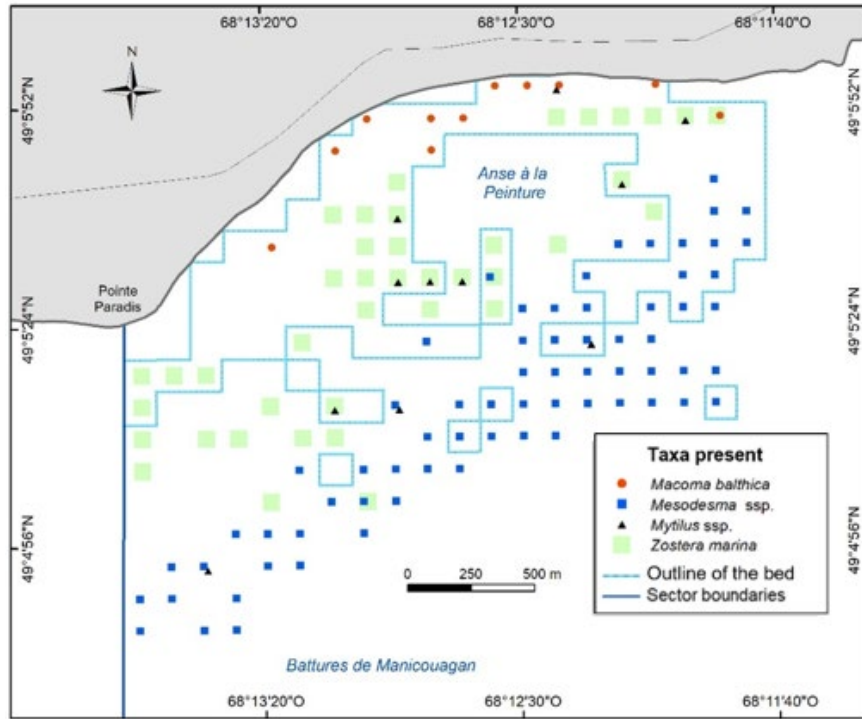 68°13'20"O 68°12'30"O 68°11'40"O
N
49°5'52"N 49°5'52"N
Anse à la
Peinture
Pointe
Paradis
49°5'24"N 49°5'24"N
Taxa present
Macoma balthica
Mesodesma ssp.
Mytilus ssp.
Zostera marina
Outline of the bed
Sector boundaries
49°4'56"N 49°4'56"N
0 250 500 m
Battures de Manicouagan
68°13'20"O 68°12'30"O 68°11'40"O